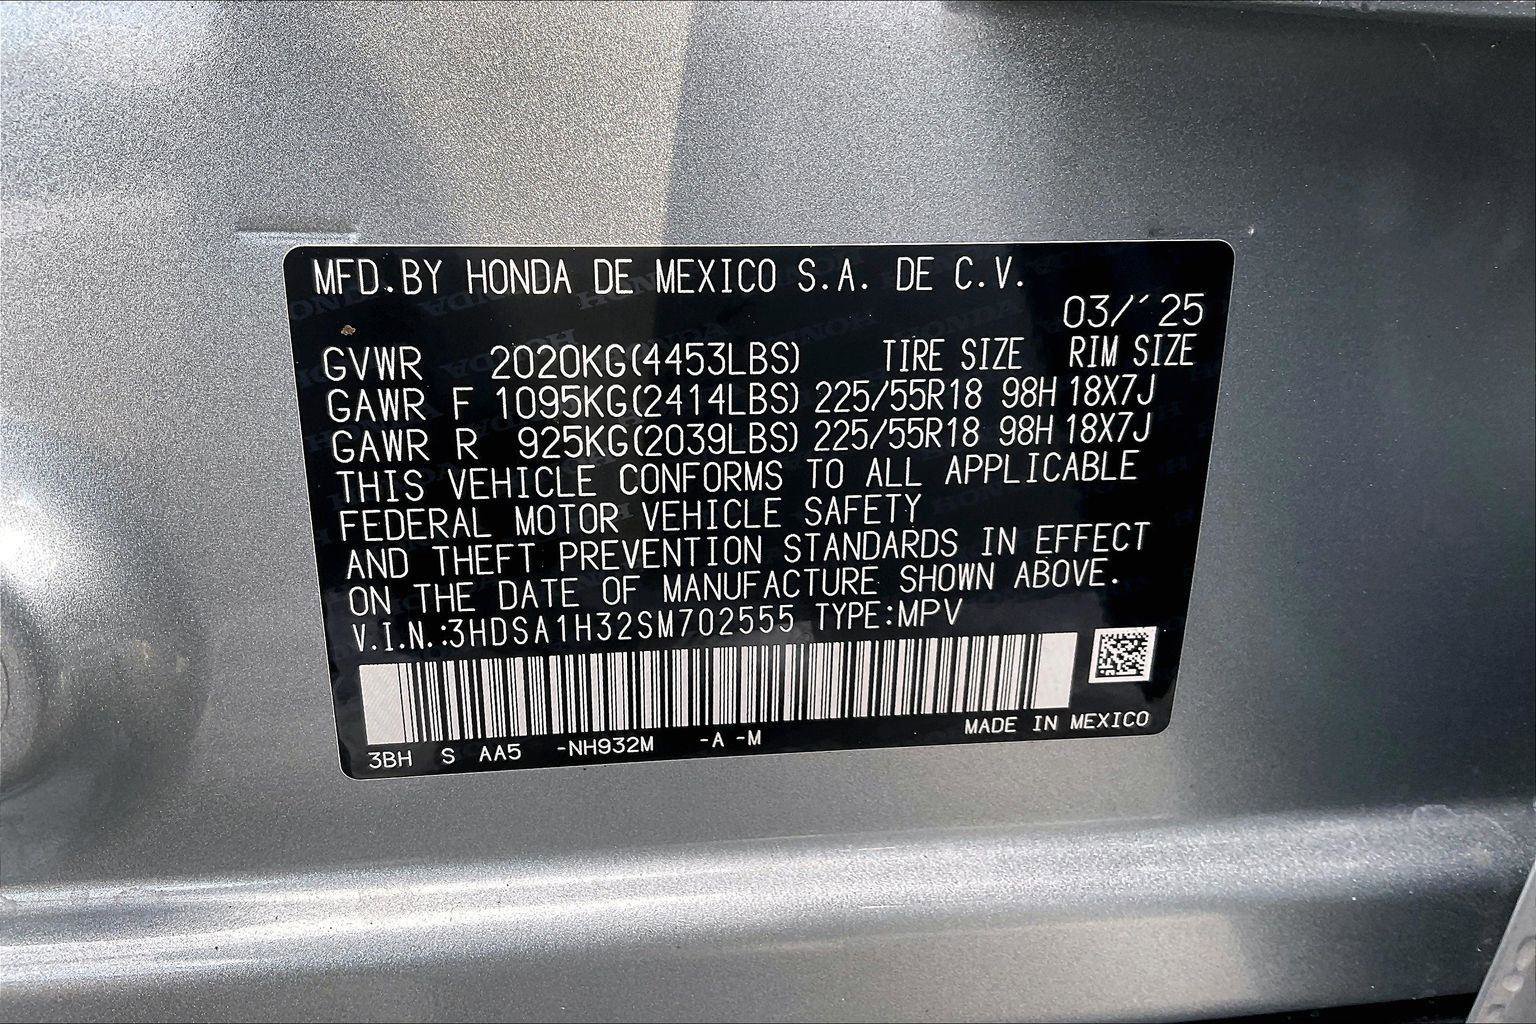 MFD.BY HONDA DE MEXICO S.A. DE C.V.
03/´25
GVWR 2020KG(4453LBS) TIRE SIZE RIM SIZE
GAWR F 1095KG(2414LBS) 225/55R18 98H 18X7J
GAWR R 925KG(2039LBS) 225/55R18 98H 18X7J
THIS VEHICLE CONFORMS TO ALL APPLICABLE
FEDERAL MOTOR VEHICLE SAFETY
AND THEFT PREVENTION STANDARDS IN EFFECT
ON THE DATE OF MANUFACTURE SHOWN ABOVE.
V.I.N.:3HDSA1H32SM702555 TYPE:MPV
MADE IN MEXICO
3BH S AA5 -NH932M -A -M